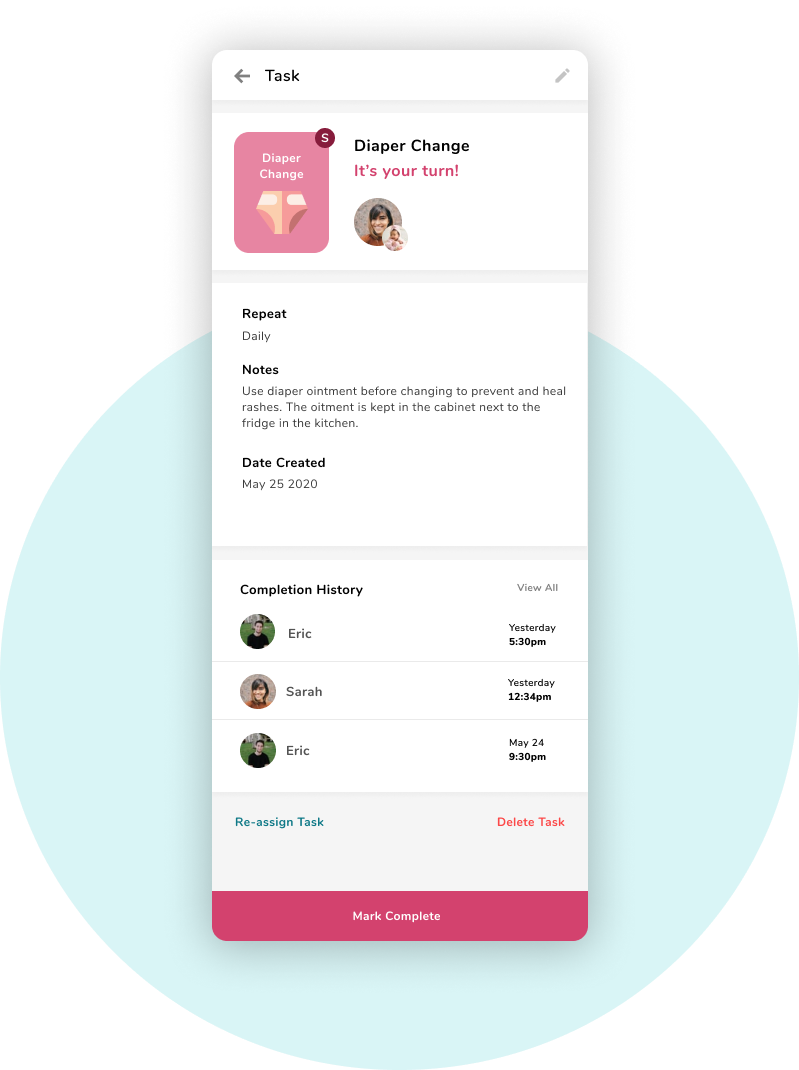 Task
S
Diaper
Change
Diaper Change
It's your turn!
Repeat
Daily
Notes
Use diaper ointment before changing to prevent and heal
rashes. The oitment is kept in the cabinet next to the
fridge in the kitchen.
Date Created
May 25 2020
Completion History
View All
Eric
Yesterday
5:30pm
Sarah
Yesterday
12:34pm
Eric
May 24
9:30pm
Re-assign Task
Delete Task
Mark Complete